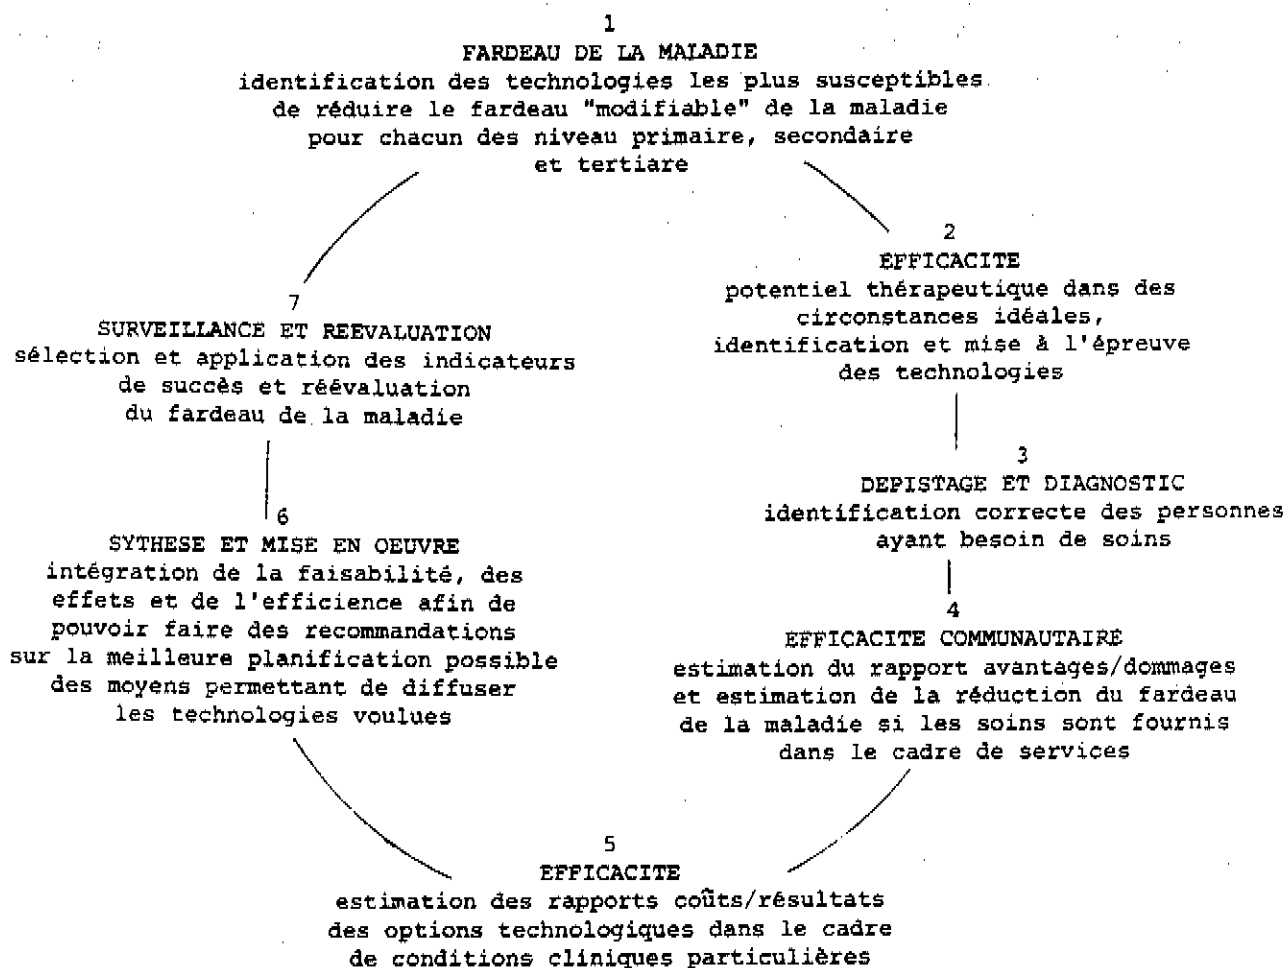 1
FARDEAU DE LA MALADIE
identification des technologies les plus susceptibles
de réduire le fardeau "modifiable" de la maladie
pour chacun des niveau primaire, secondaire
et tertiare
2
EFFICACITE
potentiel thérapeutique dans des
circonstances idéales,
identification et mise à l'épreuve
des technologies
3
DEPISTAGE ET DIAGNOSTIC
identification correcte des personnes
ayant besoin de soins
4
EFFICACITE COMMUNAUTAIRE
estimation du rapport avantages/dommages
et estimation de la réduction du fardeau
de la maladie si les soins sont fournis
dans le cadre de services
5
EFFICACITE
estimation des rapports coûts/résultats
des options technologiques dans le cadre
de conditions cliniques particulières
6
SYTHESE ET MISE EN OEUVRE
intégration de la faisabilité, des
effets et de l'efficience afin de
pouvoir faire des recommandations
sur la meilleure planification possible
des moyens permettant de diffuser
les technologies voulues
7
SURVEILLANCE ET REEVALUATION
sélection et application des indicateurs
de succès et réévaluation
du fardeau de la maladie